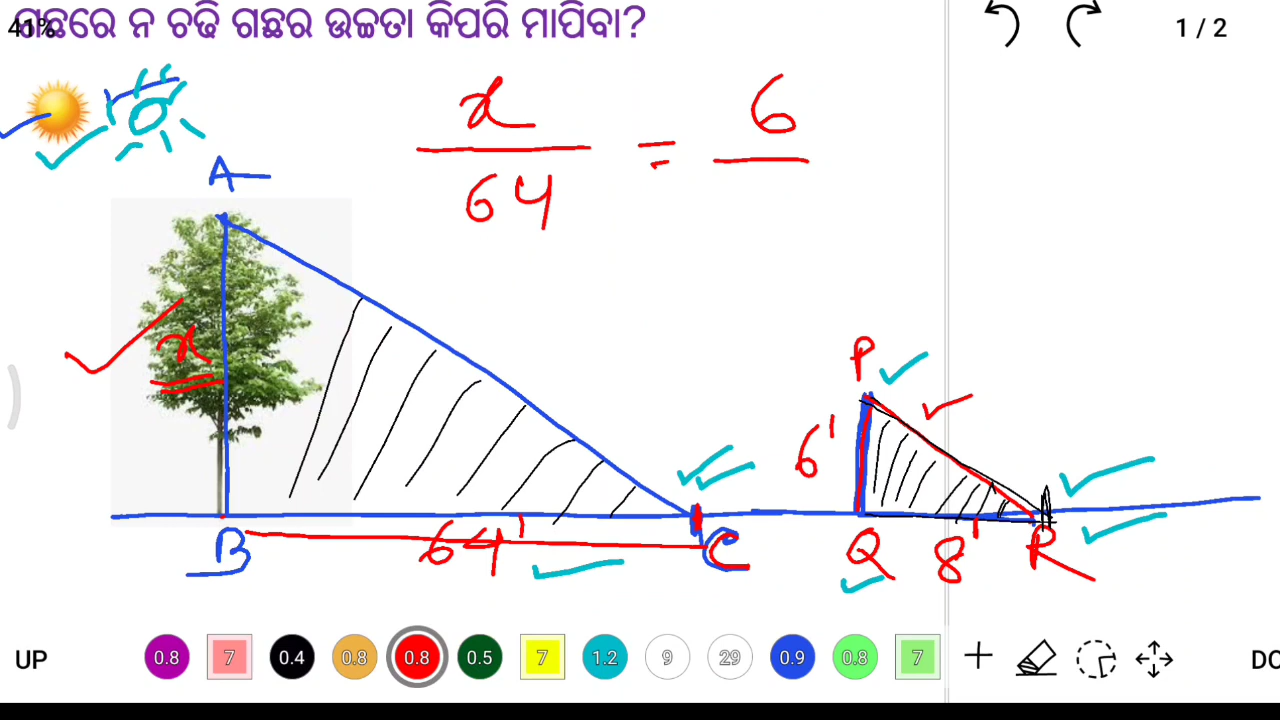 41%
ଗଛରେ ନ ଚଢି ଗଛର ଉଚ୍ଚତା କିପରି ମାପିବା?
1 / 2
x
64
=
6
A
x
B
64'
C
P
6'
Q
8'
R
UP
0.8 7 0.4 0.8 0.8 0.5 7 1.2 9 29 0.9 0.8 7
DO